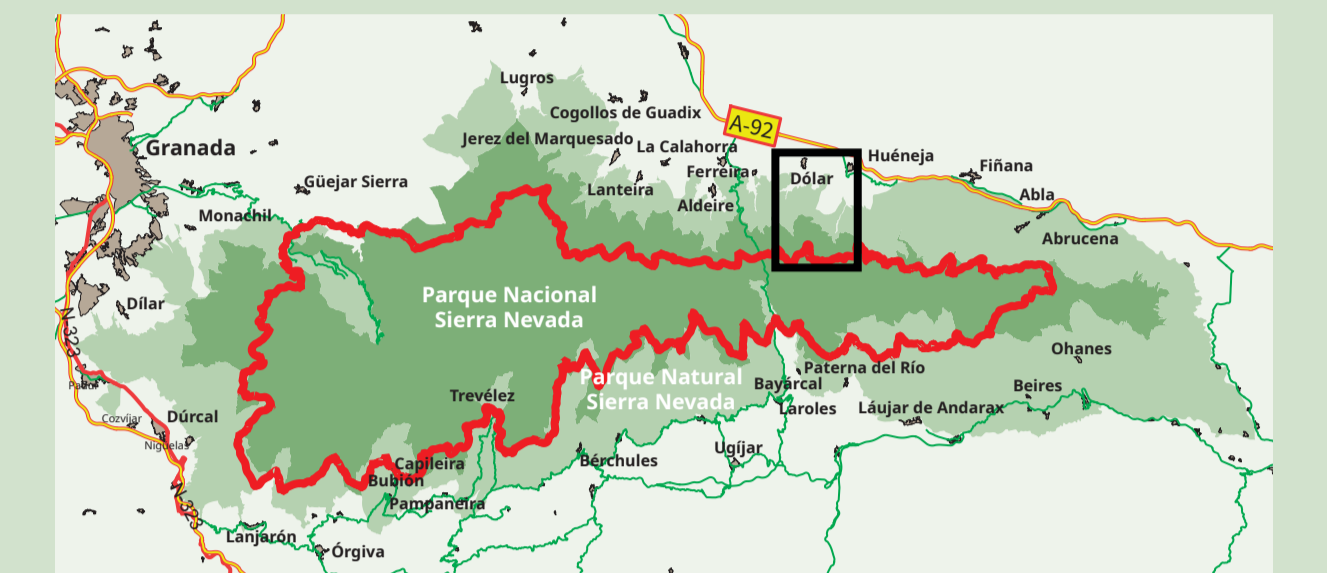 Lugros
Cogollos de Guadix
A-92
Jerez del Marquesado
La Calahorra
Granada
Huéneja
Fiñana
Ferreira
Dólar
Güejar Sierra
Lanteira
Abla
Aldeire
Monachil
Abrucena
Parque Nacional
Sierra Nevada
Dílar
N 323
Ohanes
Paterna del Río
Parque Natural
Sierra Nevada
Bayárcal
Beires
Trevélez
Laroles
Láujar de Andarax
Cozvíjar
Dúrcal
Nigüelas
Ugíjar
Bérchules
Capileira
Bubión
Pampaneira
N 323
Lanjarón
Órgiva